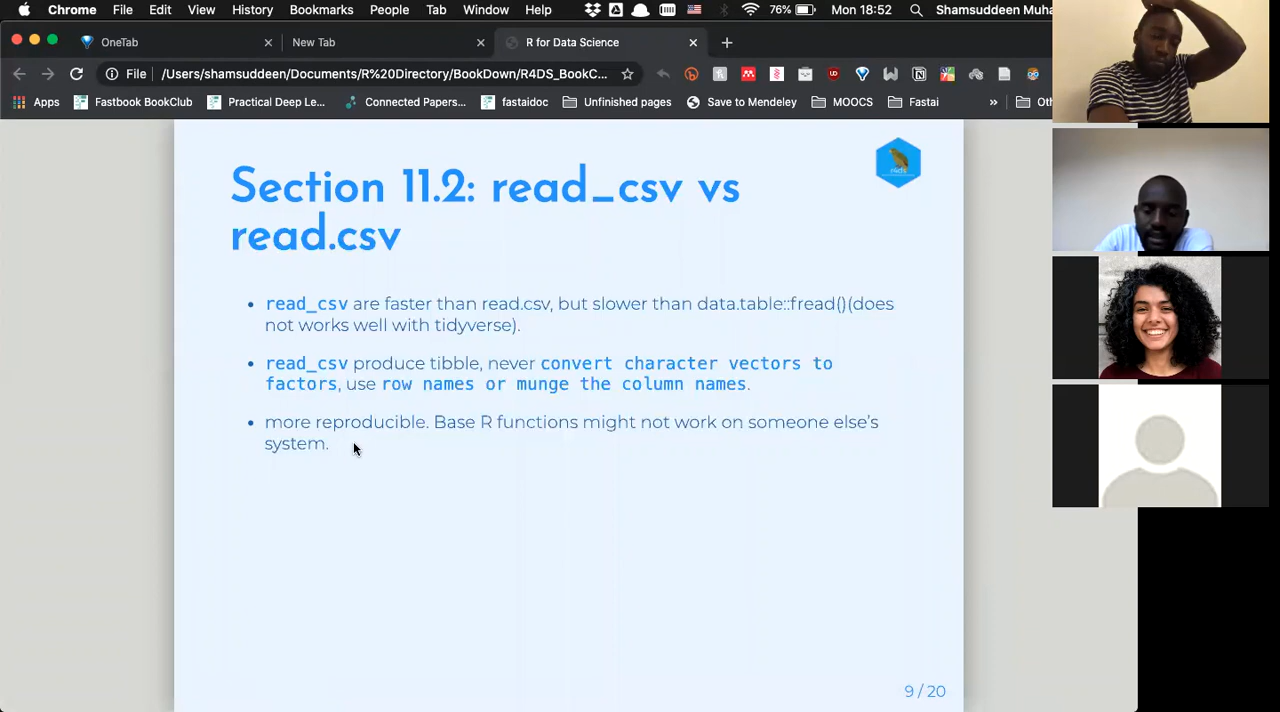 Chrome File Edit View History Bookmarks People Tab Window Help 76% Mon 18:52 Shamsuddeen Muha
OneTab New Tab R for Data Science
File /Users/shamsuddeen/Documents/R%20Directory/BookDown/R4DS_BookC...
Apps Fastbook BookClub Practical Deep Le... Connected Papers... fastaidoc Unfinished pages Save to Mendeley MOOCS Fastai » Oth
Section 11.2: read_csv vs
read.csv
• read_csv are faster than read.csv, but slower than data.table::fread()(does
not works well with tidyverse).
• read_csv produce tibble, never convert character vectors to
factors, use row names or munge the column names.
• more reproducible. Base R functions might not work on someone else's
system.
9 / 20